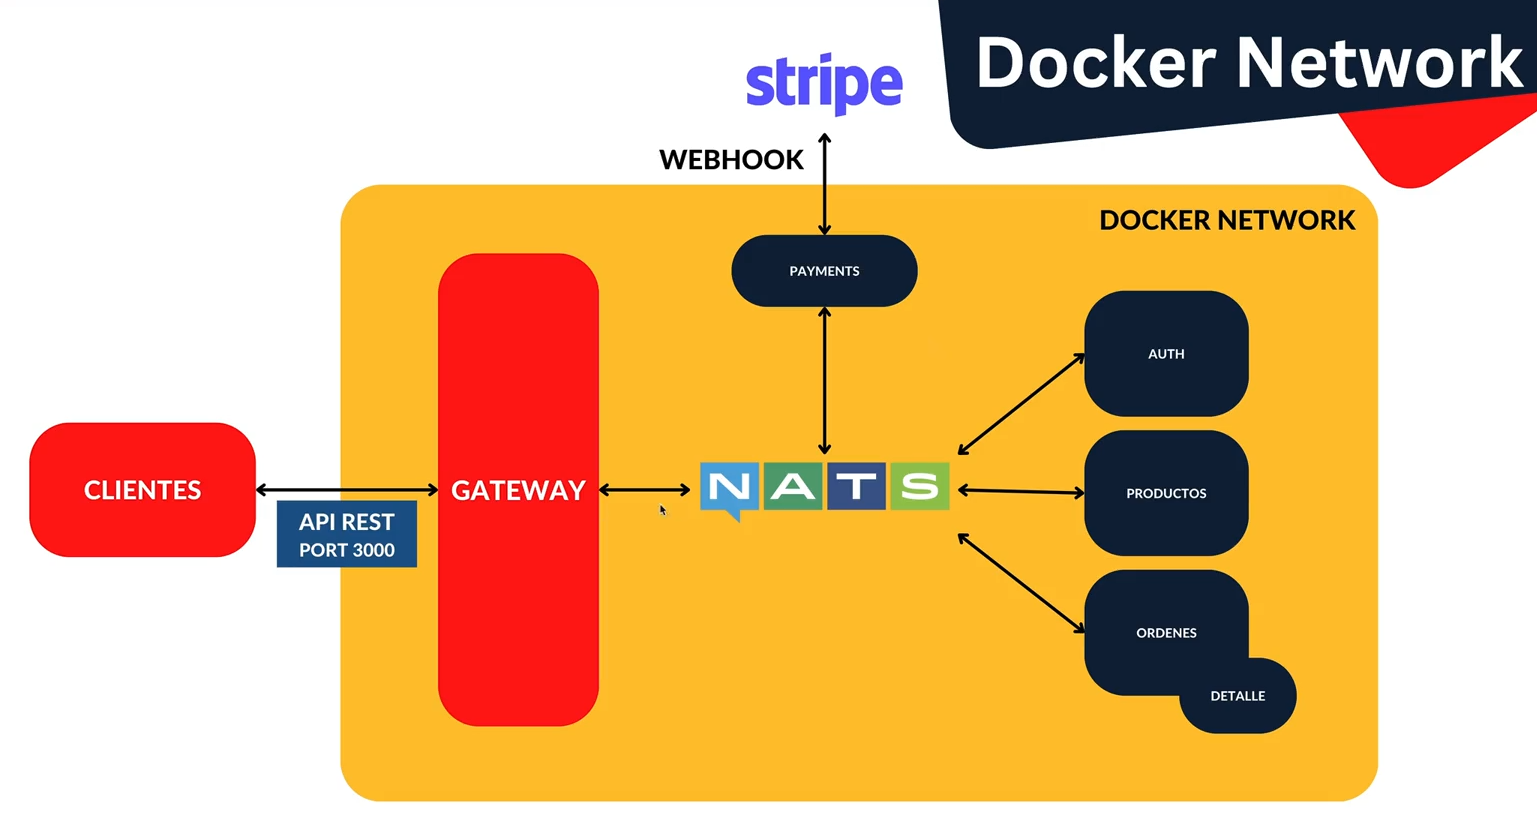 Docker Network
stripe
WEBHOOK
DOCKER NETWORK
PAYMENTS
AUTH
CLIENTES
API REST
PORT 3000
GATEWAY
NATS
PRODUCTOS
ORDENES
DETALLE